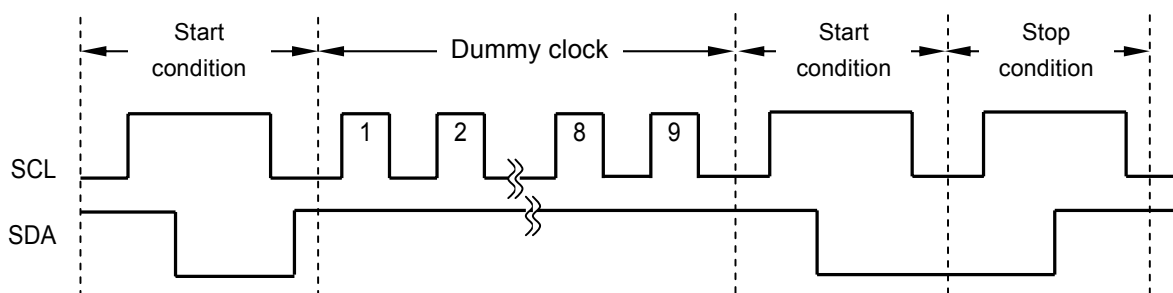 Start
condition
Dummy clock
Start
condition
Stop
condition
1 2 8 9
SCL
SDA